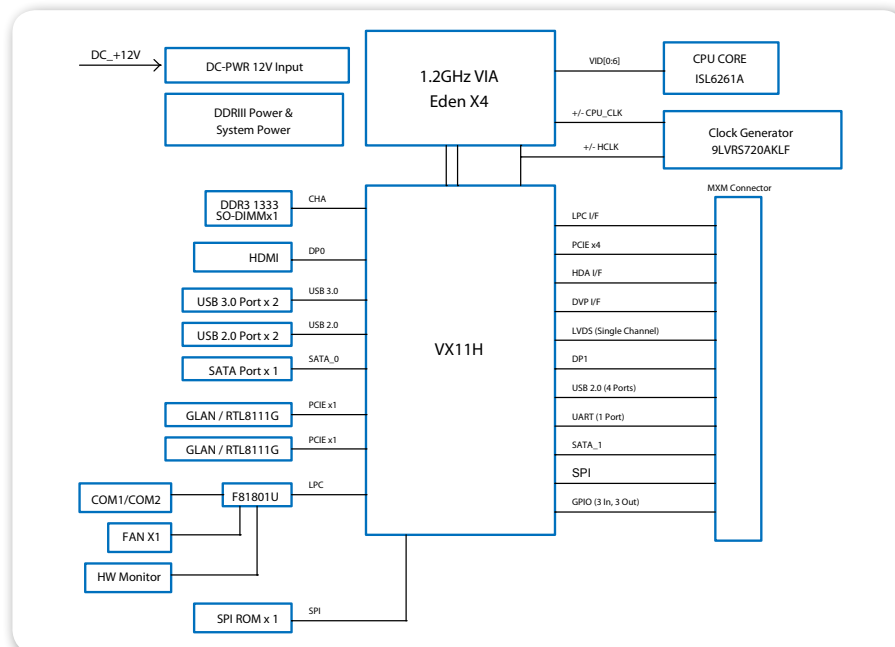 DC_+12V
DC-PWR 12V Input
DDRIII Power &
System Power
1.2GHz VIA
Eden X4
VID[0:6]
CPU CORE
ISL6261A
+/- CPU_CLK
+/- HCLK
Clock Generator
9LVRS720AKLF
MXM Connector
DDR3 1333
SO-DIMMx1
CHA
HDMI
DP0
USB 3.0 Port x 2
USB 3.0
USB 2.0 Port x 2
USB 2.0
SATA Port x 1
SATA_0
GLAN / RTL8111G
PCIE x1
GLAN / RTL8111G
PCIE x1
COM1/COM2
F81801U
LPC
FAN X1
HW Monitor
SPI ROM x 1
SPI
VX11H
LPC I/F
PCIE x4
HDA I/F
DVP I/F
LVDS (Single Channel)
DP1
USB 2.0 (4 Ports)
UART (1 Port)
SATA_1
SPI
GPIO (3 In, 3 Out)